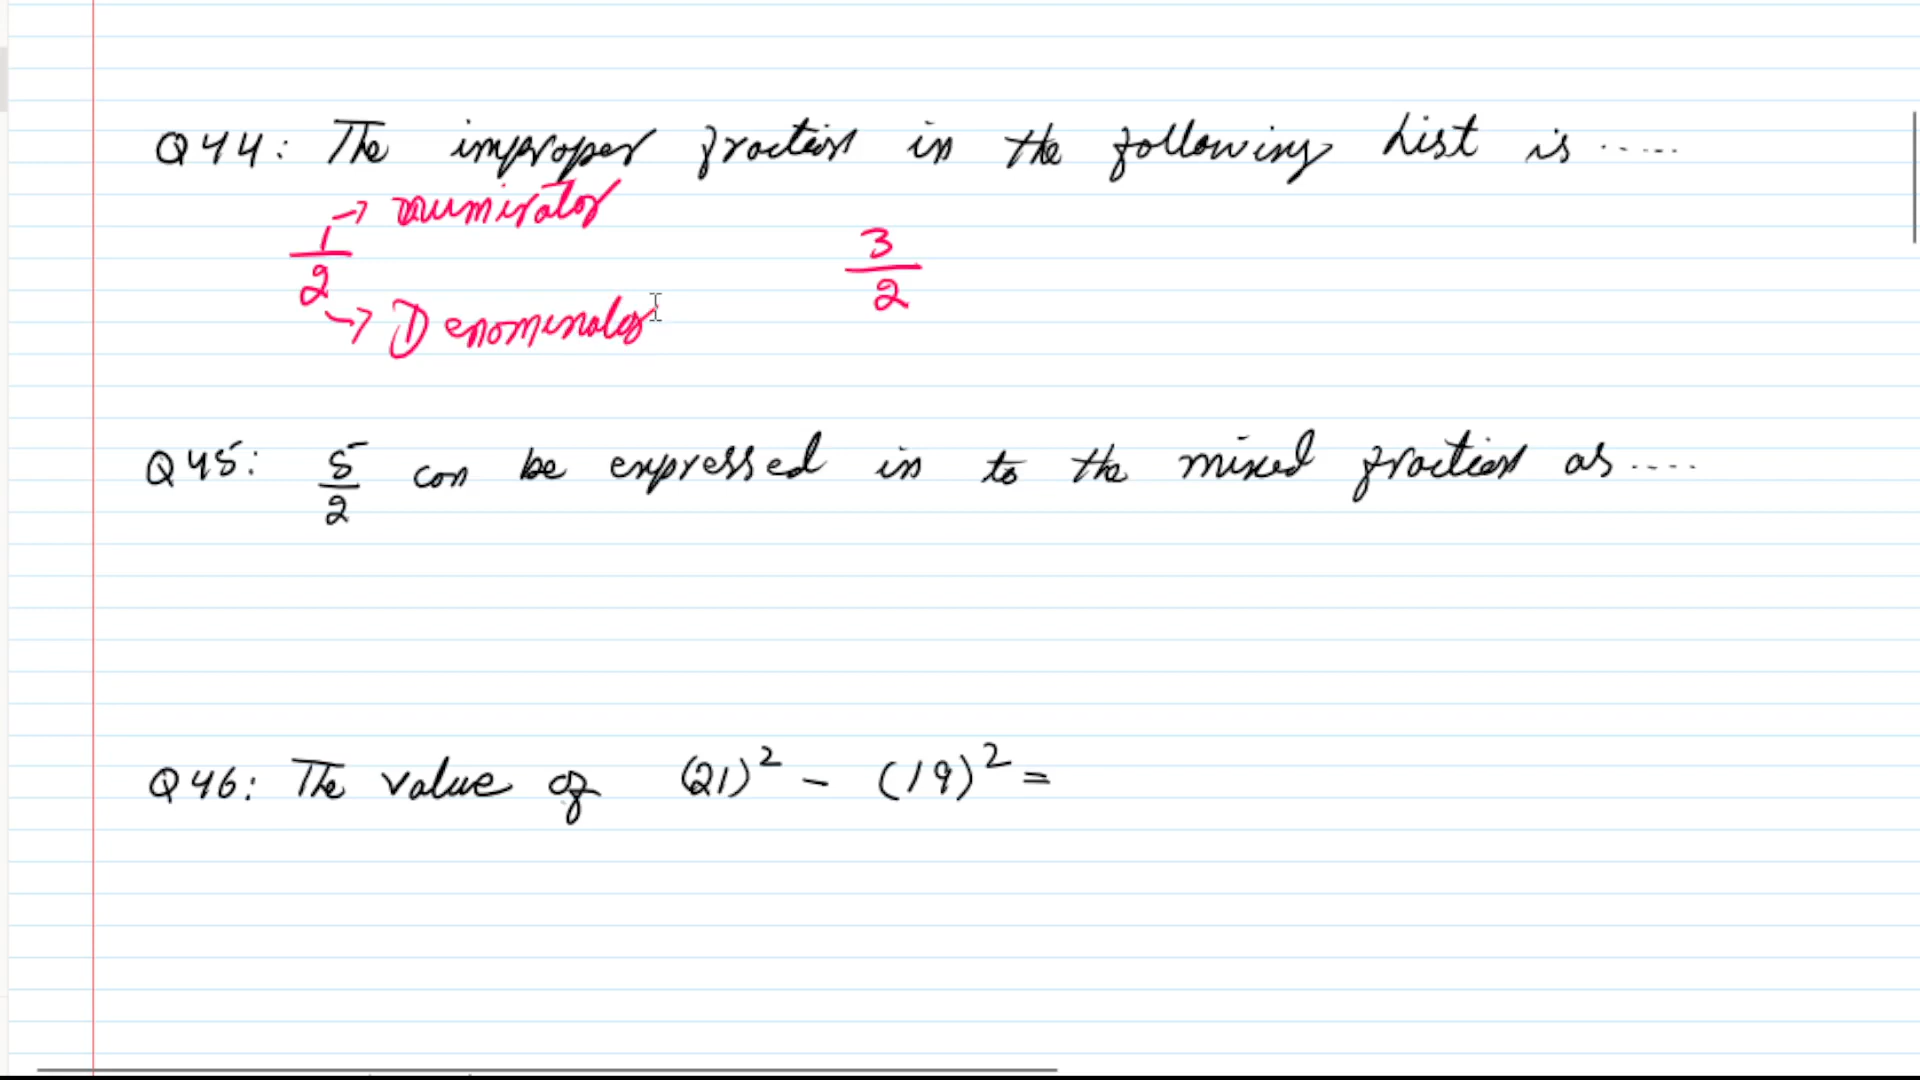 Q44: The improper fraction in the following List is .....
1/2 → numirator
→ Denominator
3/2
Q45: 5/2 can be expressed in to the mixed fraction as ....
Q46: The value of (21)² - (19)² =